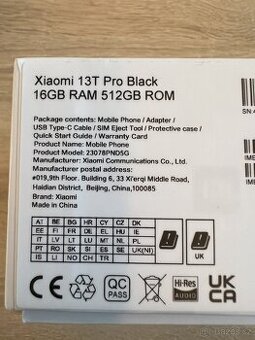 Xiaomi 13T Pro Black
16GB RAM 512GB ROM
SN:
Package contents: Mobile Phone / Adapter /
USB Type-C Cable / SIM Eject Tool / Protective case /
Quick Start Guide / Warranty Card
Product Name: Mobile Phone
Product Model: 23078PND5G
Manufacturer: Xiaomi Communications Co., Ltd.
Manufacturer's Postal Address:
#019,9th Floor, Building 6, 33 Xi'erqi Middle Road,
Haidian District, Beijing, China,100085
Brand: Xiaomi
Made in China
IME
IME
AT BE BG HR CY CZ DK
EE FI FR DE GR HU IE
IT LV LT LU MT NL PL
PT RO SK SI ES SE UK(NI)
IS LI NO CH TR
UK
CE
QC
PASS
Hi-Res
AUDIO
UK
CA